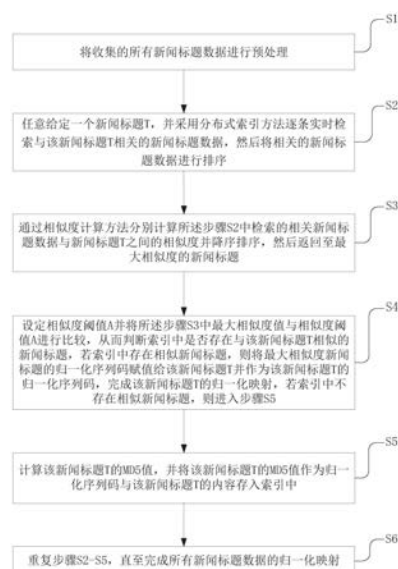 S1
将收集的所有新闻标题数据进行预处理
S2
任意给定一个新闻标题T，并采用分布式索引方法逐条实时检
索与该新闻标题T相关的新闻标题数据，然后将相关的新闻标
题数据进行排序
S3
通过相似度计算方法分别计算所述步骤S2中检索的相关新闻标
题数据与新闻标题T之间的相似度并降序排序，然后返回至最
大相似度的新闻标题
S4
设定相似度阈值A并将所述步骤S3中最大相似度值与相似度阈
值A进行比较，从而判断索引中是否存在与该新闻标题T相似的
新闻标题，若索引中存在相似新闻标题，则将最大相似度新闻
标题的归一化序列码赋值给该新闻标题T并作为该新闻标题T的
归一化序列码，完成该新闻标题T的归一化映射，若索引中不
存在相似新闻标题，则进入步骤S5
S5
计算该新闻标题T的MD5值，并将该新闻标题T的MD5值作为归一
化序列码与该新闻标题T的内容存入索引中
S6
重复步骤S2-S5，直至完成所有新闻标题数据的归一化映射